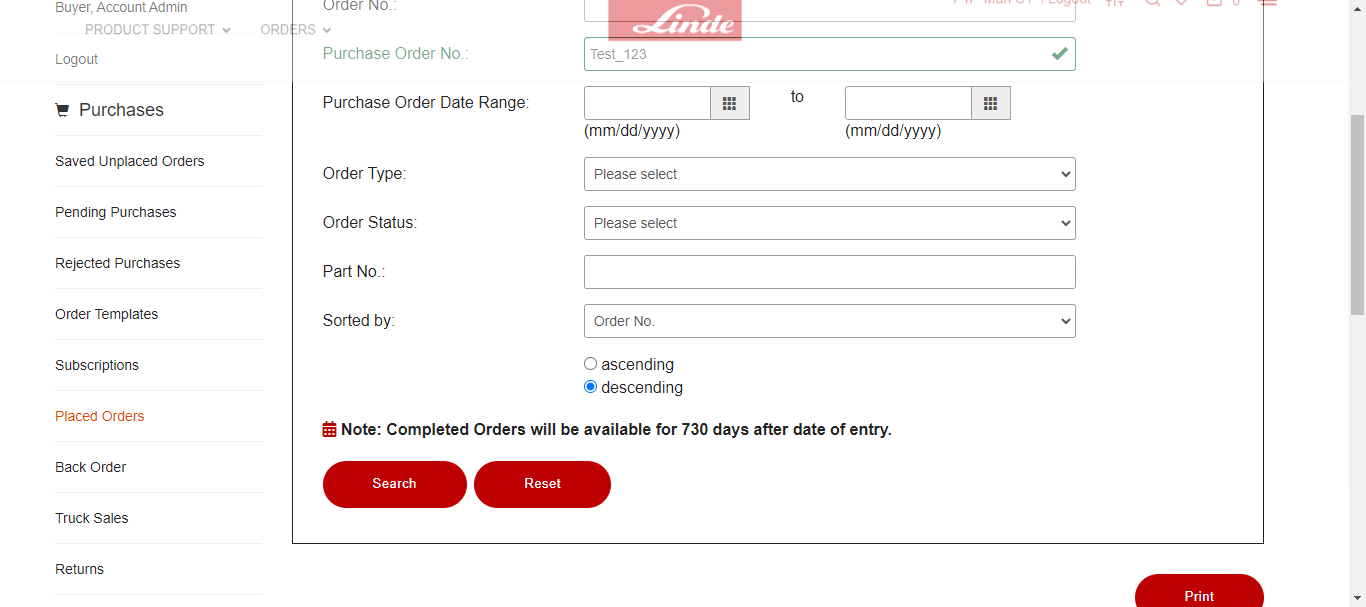 Buyer, Account Admin
PRODUCT SUPPORT
ORDERS
Linde
Logout
Purchases
Saved Unplaced Orders
Pending Purchases
Rejected Purchases
Order Templates
Subscriptions
Placed Orders
Back Order
Truck Sales
Returns
Order No.:
Purchase Order No.:
Test_123
Purchase Order Date Range:
to
(mm/dd/yyyy)
(mm/dd/yyyy)
Order Type:
Please select
Order Status:
Please select
Part No.:
Sorted by:
Order No.
ascending
descending
Note: Completed Orders will be available for 730 days after date of entry.
Search
Reset
Print